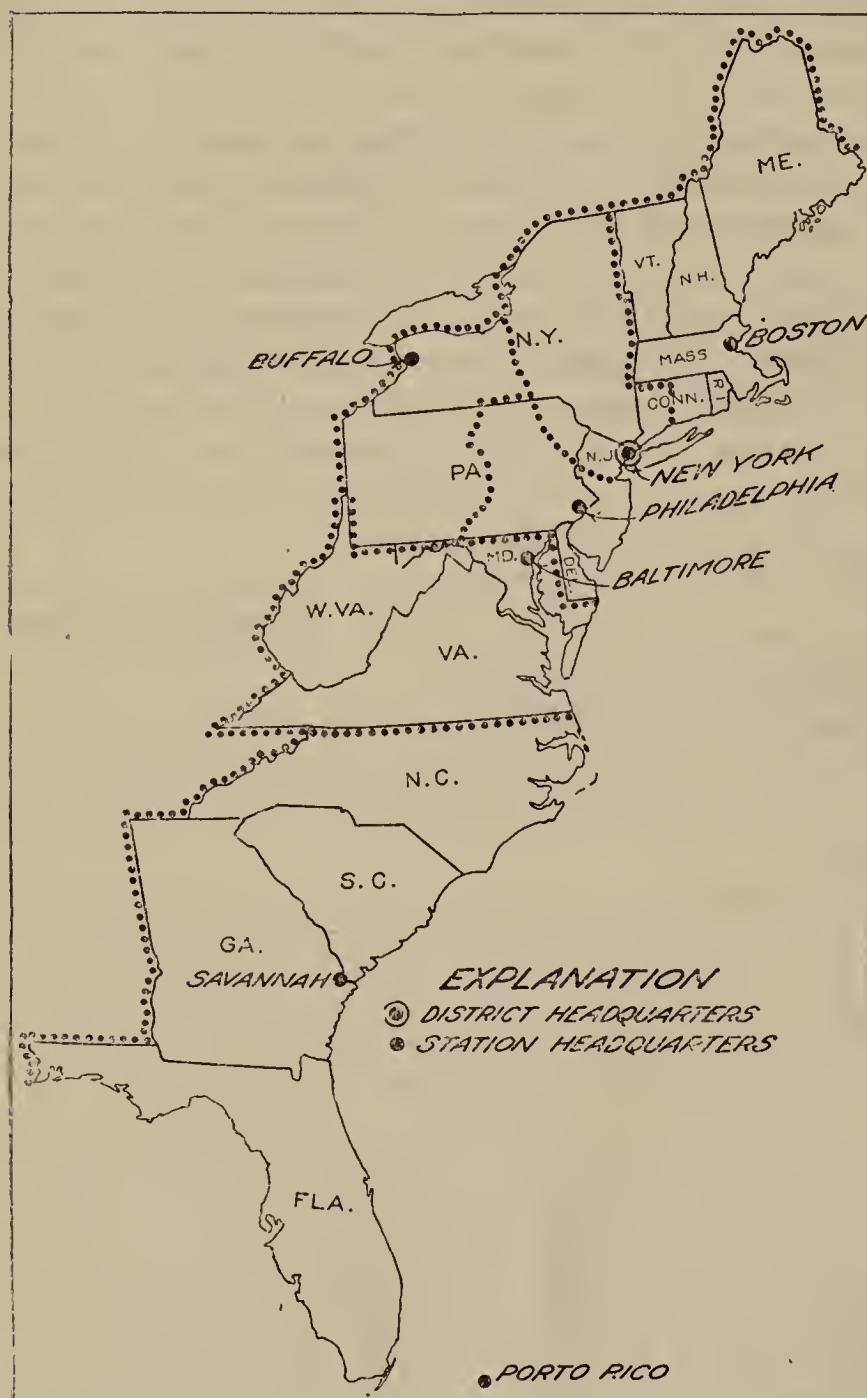 ME.
VT.
N.H.
N.Y.
BOSTON
MASS
BUFFALO
CONN.
R.I.
N.J.
NEW YORK
PA
PHILADELPHIA
MD.
DEL.
BALTIMORE
W.VA.
VA.
N.C.
S.C.
GA.
SAVANNAH
EXPLANATION
DISTRICT HEADQUARTERS
STATION HEADQUARTERS
FLA.
PORTO RICO